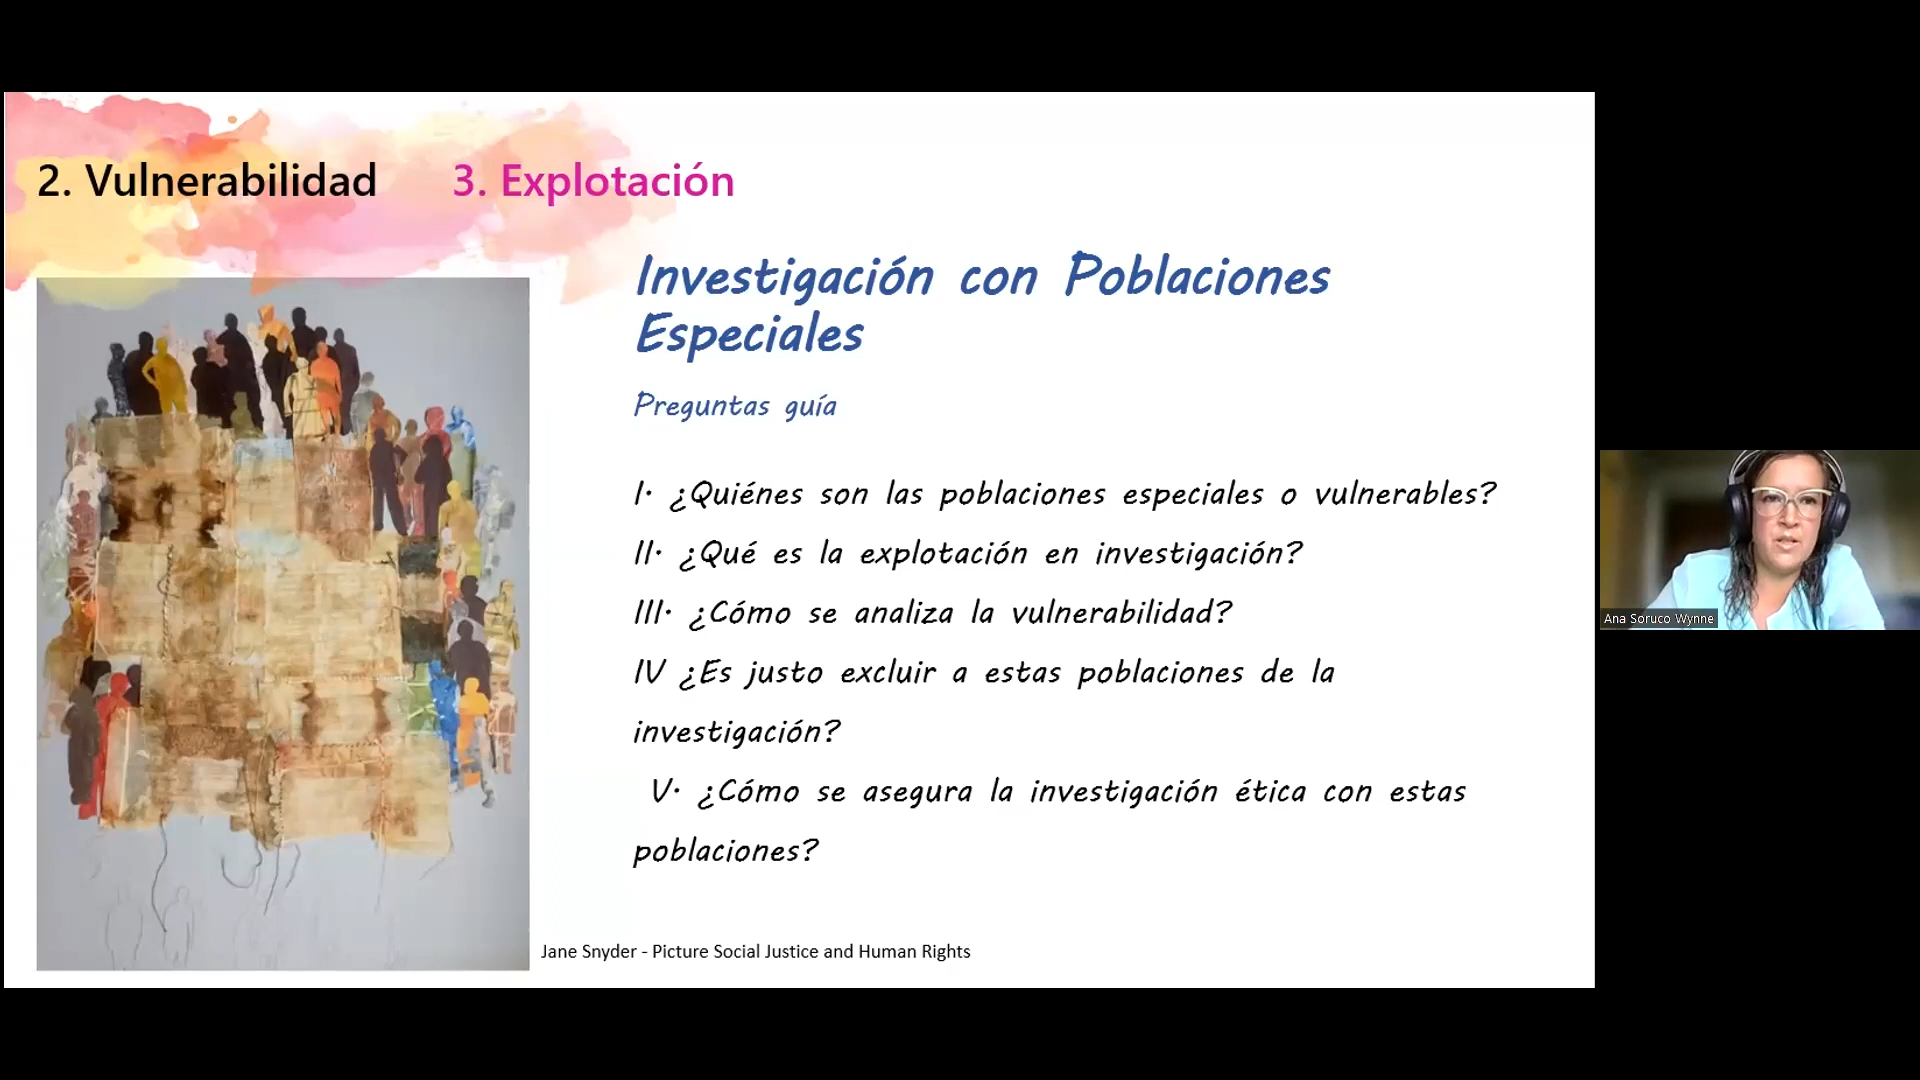 2. Vulnerabilidad 3. Explotación
Investigación con Poblaciones
Especiales
Preguntas guía
I. ¿Quiénes son las poblaciones especiales o vulnerables?
II. ¿Qué es la explotación en investigación?
III. ¿Cómo se analiza la vulnerabilidad?
IV ¿Es justo excluir a estas poblaciones de la
investigación?
V. ¿Cómo se asegura la investigación ética con estas
poblaciones?
Jane Snyder - Picture Social Justice and Human Rights
Ana Soruco Wynne